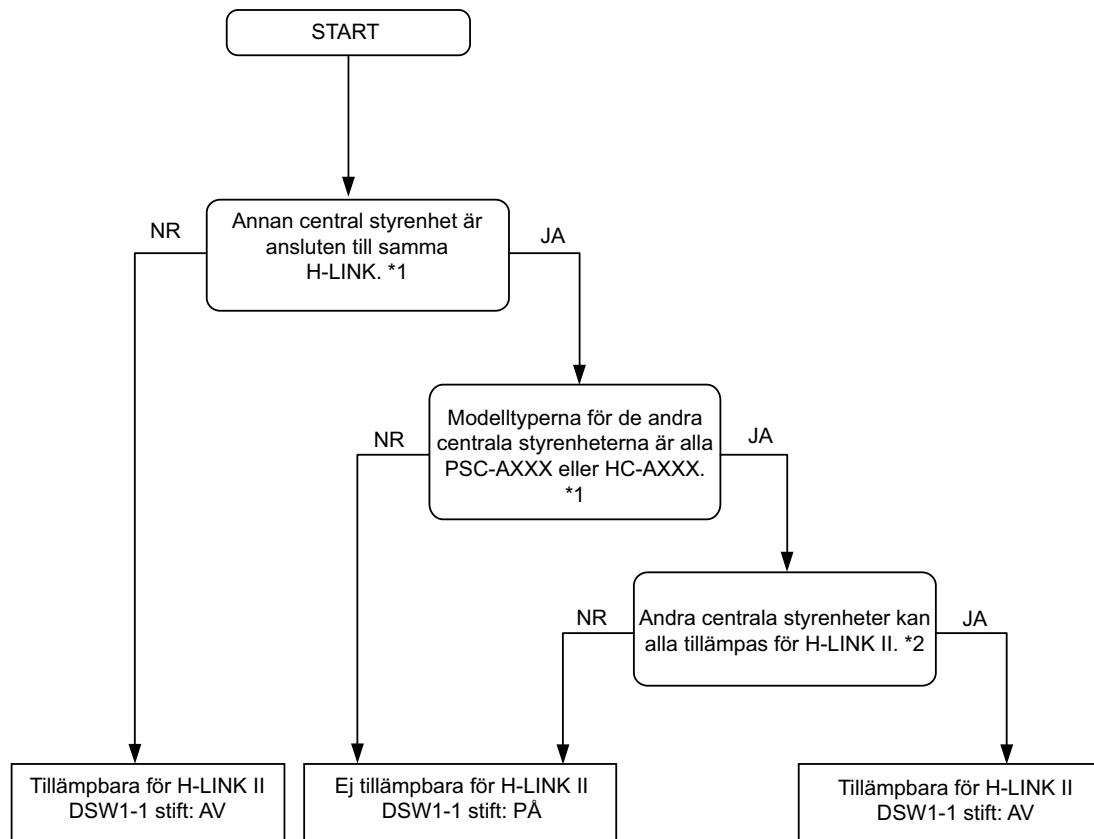 START
Annan central styrenhet är
ansluten till samma
H-LINK. *1
NR
JA
Modelltyperna för de andra
centrala styrenheterna är alla
PSC-AXXX eller HC-AXXX.
*1
NR
JA
Andra centrala styrenheter kan
alla tillämpas för H-LINK II. *2
NR
JA
Tillämpbara för H-LINK II
DSW1-1 stift: AV
Ej tillämpbara för H-LINK II
DSW1-1 stift: PÅ
Tillämpbara för H-LINK II
DSW1-1 stift: AV